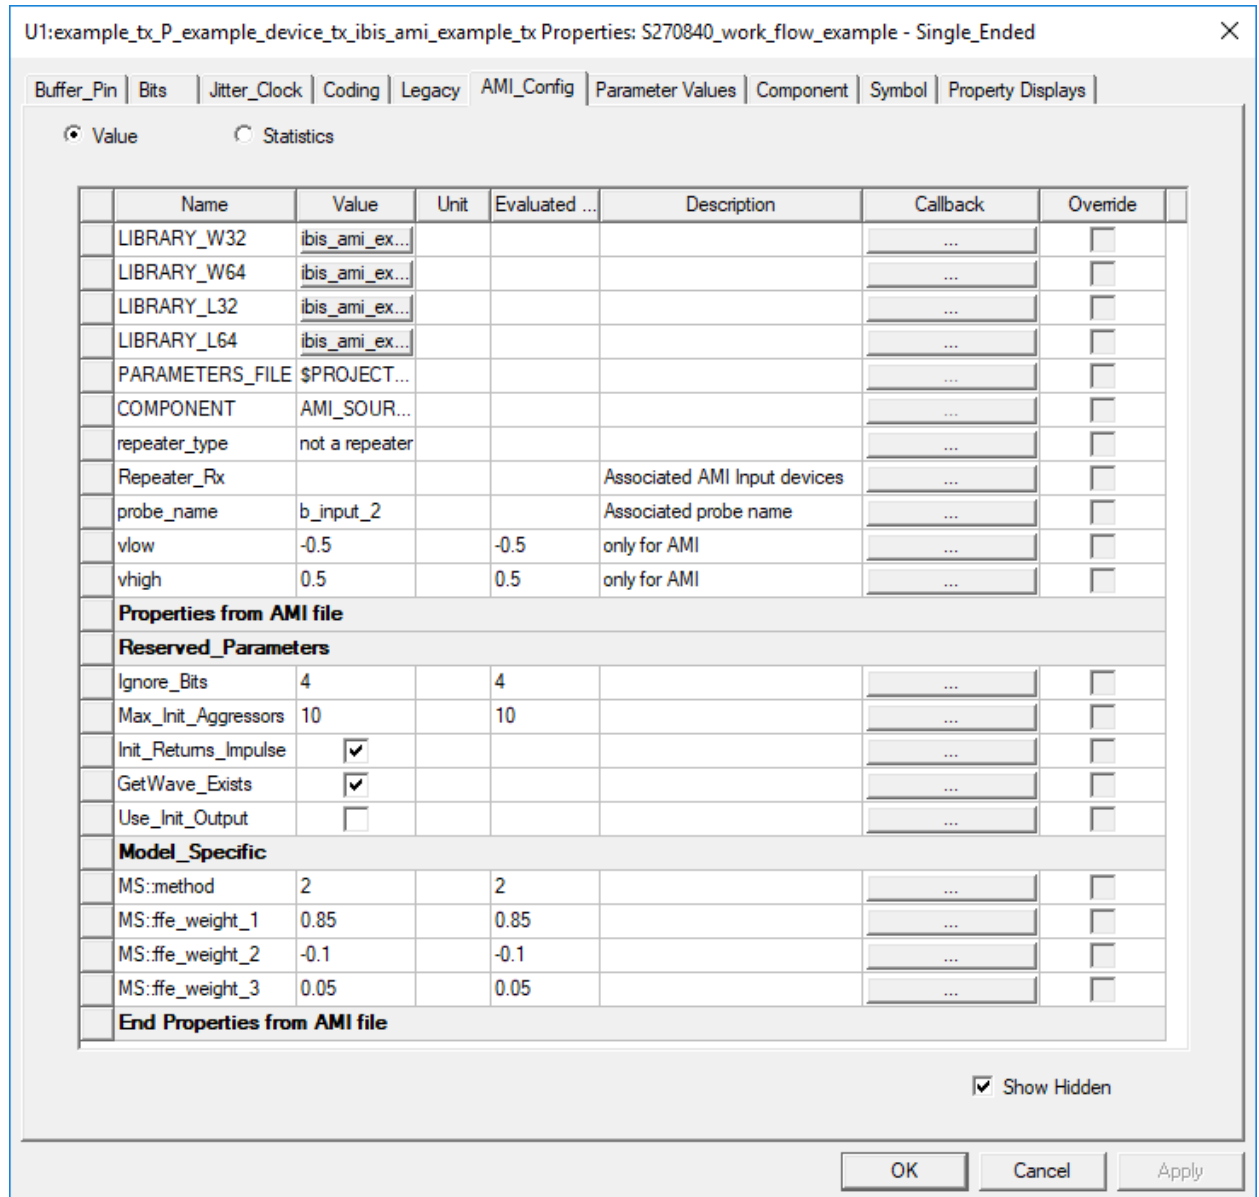 U1:example_tx_P_example_device_tx_ibis_ami_example_tx Properties: S270840_work_flow_example - Single_Ended
Buffer_Pin Bits Jitter_Clock Coding Legacy AMI_Config Parameter Values Component Symbol Property Displays
Value Statistics
Name Value Unit Evaluated ... Description Callback Override
LIBRARY_W32 ibis_ami_ex... ...
LIBRARY_W64 ibis_ami_ex... ...
LIBRARY_L32 ibis_ami_ex... ...
LIBRARY_L64 ibis_ami_ex... ...
PARAMETERS_FILE $PROJECT... ...
COMPONENT AMI_SOUR... ...
repeater_type not a repeater ...
Repeater_Rx Associated AMI Input devices ...
probe_name b_input_2 Associated probe name ...
vlow -0.5 -0.5 only for AMI ...
vhigh 0.5 0.5 only for AMI ...
Properties from AMI file
Reserved_Parameters
Ignore_Bits 4 4 ...
Max_Init_Aggressors 10 10 ...
Init_Returns_Impulse ...
GetWave_Exists ...
Use_Init_Output ...
Model_Specific
MS::method 2 2 ...
MS::ffe_weight_1 0.85 0.85 ...
MS::ffe_weight_2 -0.1 -0.1 ...
MS::ffe_weight_3 0.05 0.05 ...
End Properties from AMI file
Show Hidden
OK Cancel Apply